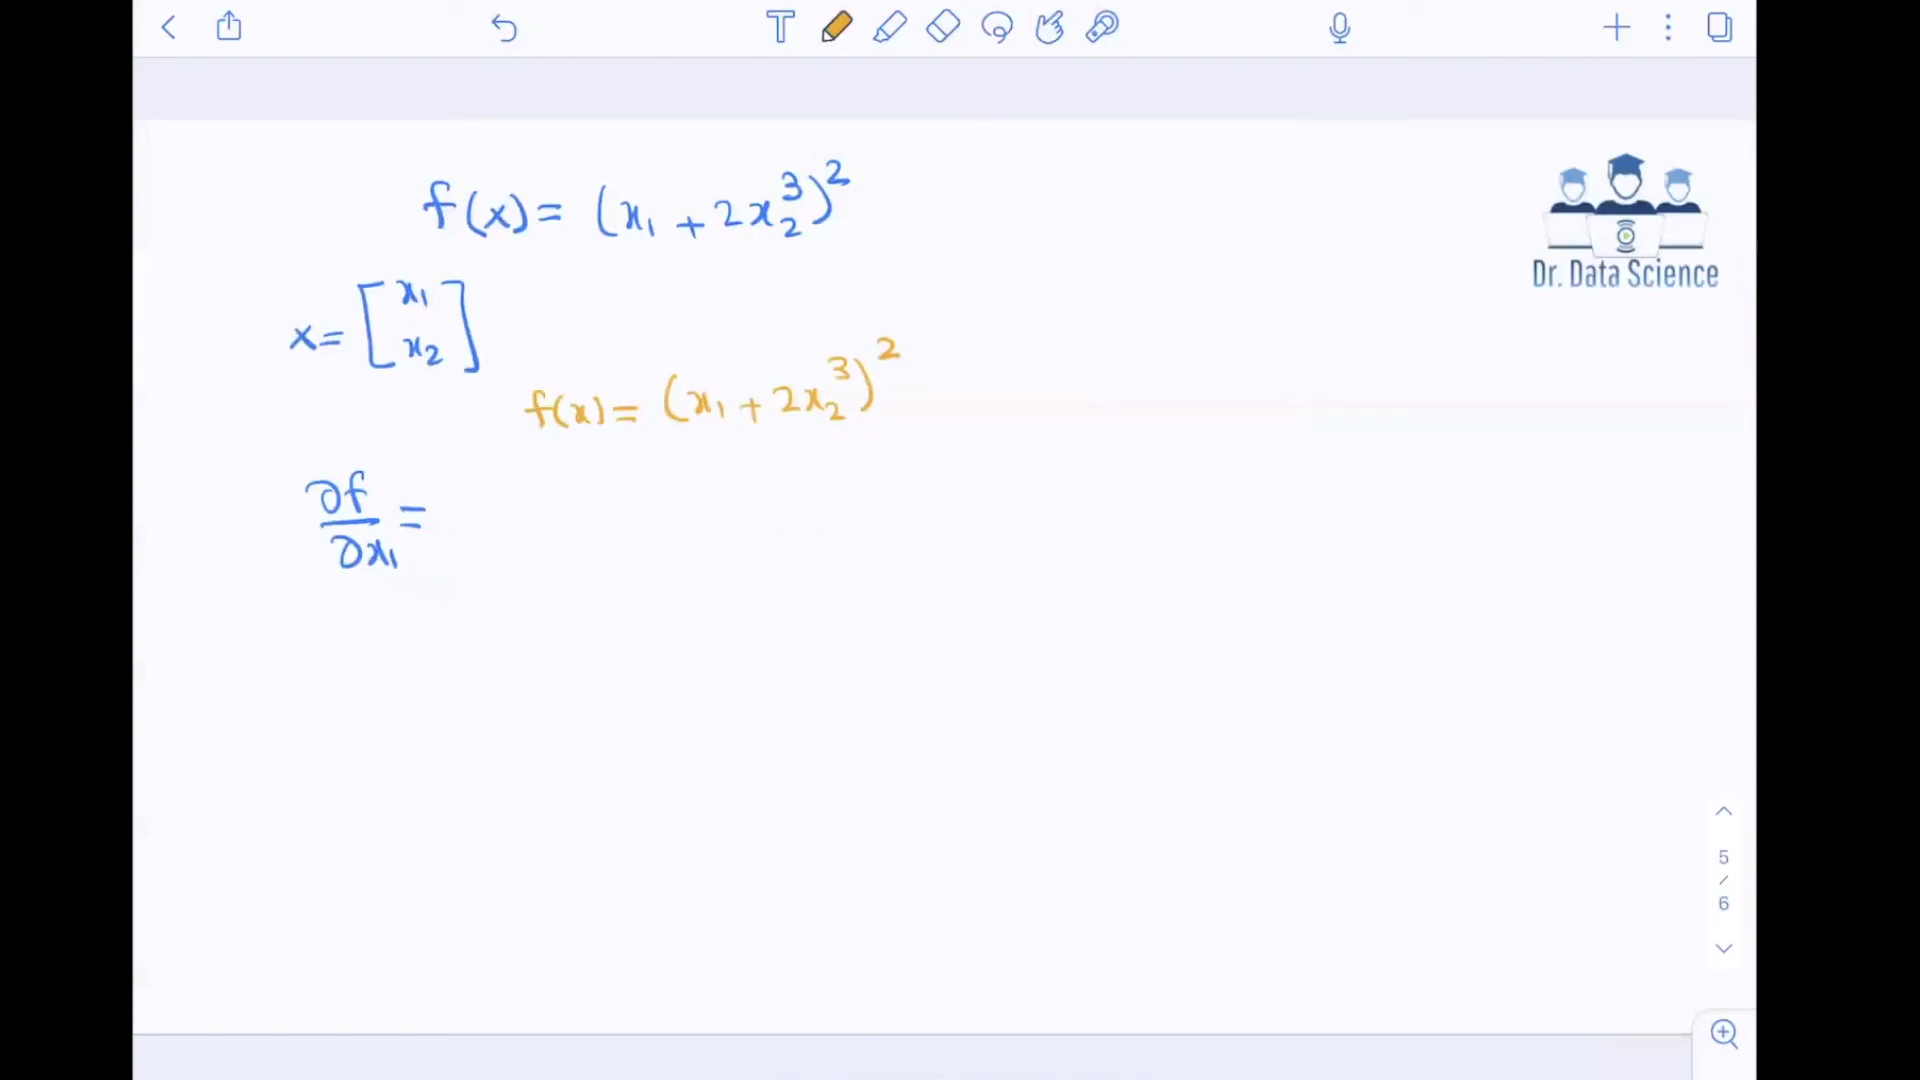 f(x) = (x₁ + 2x₂³)²
x = [x₁
x₂]
f(x) = (x₁ + 2x₂³)²
∂f/∂x₁ =
Dr. Data Science
5
/
6